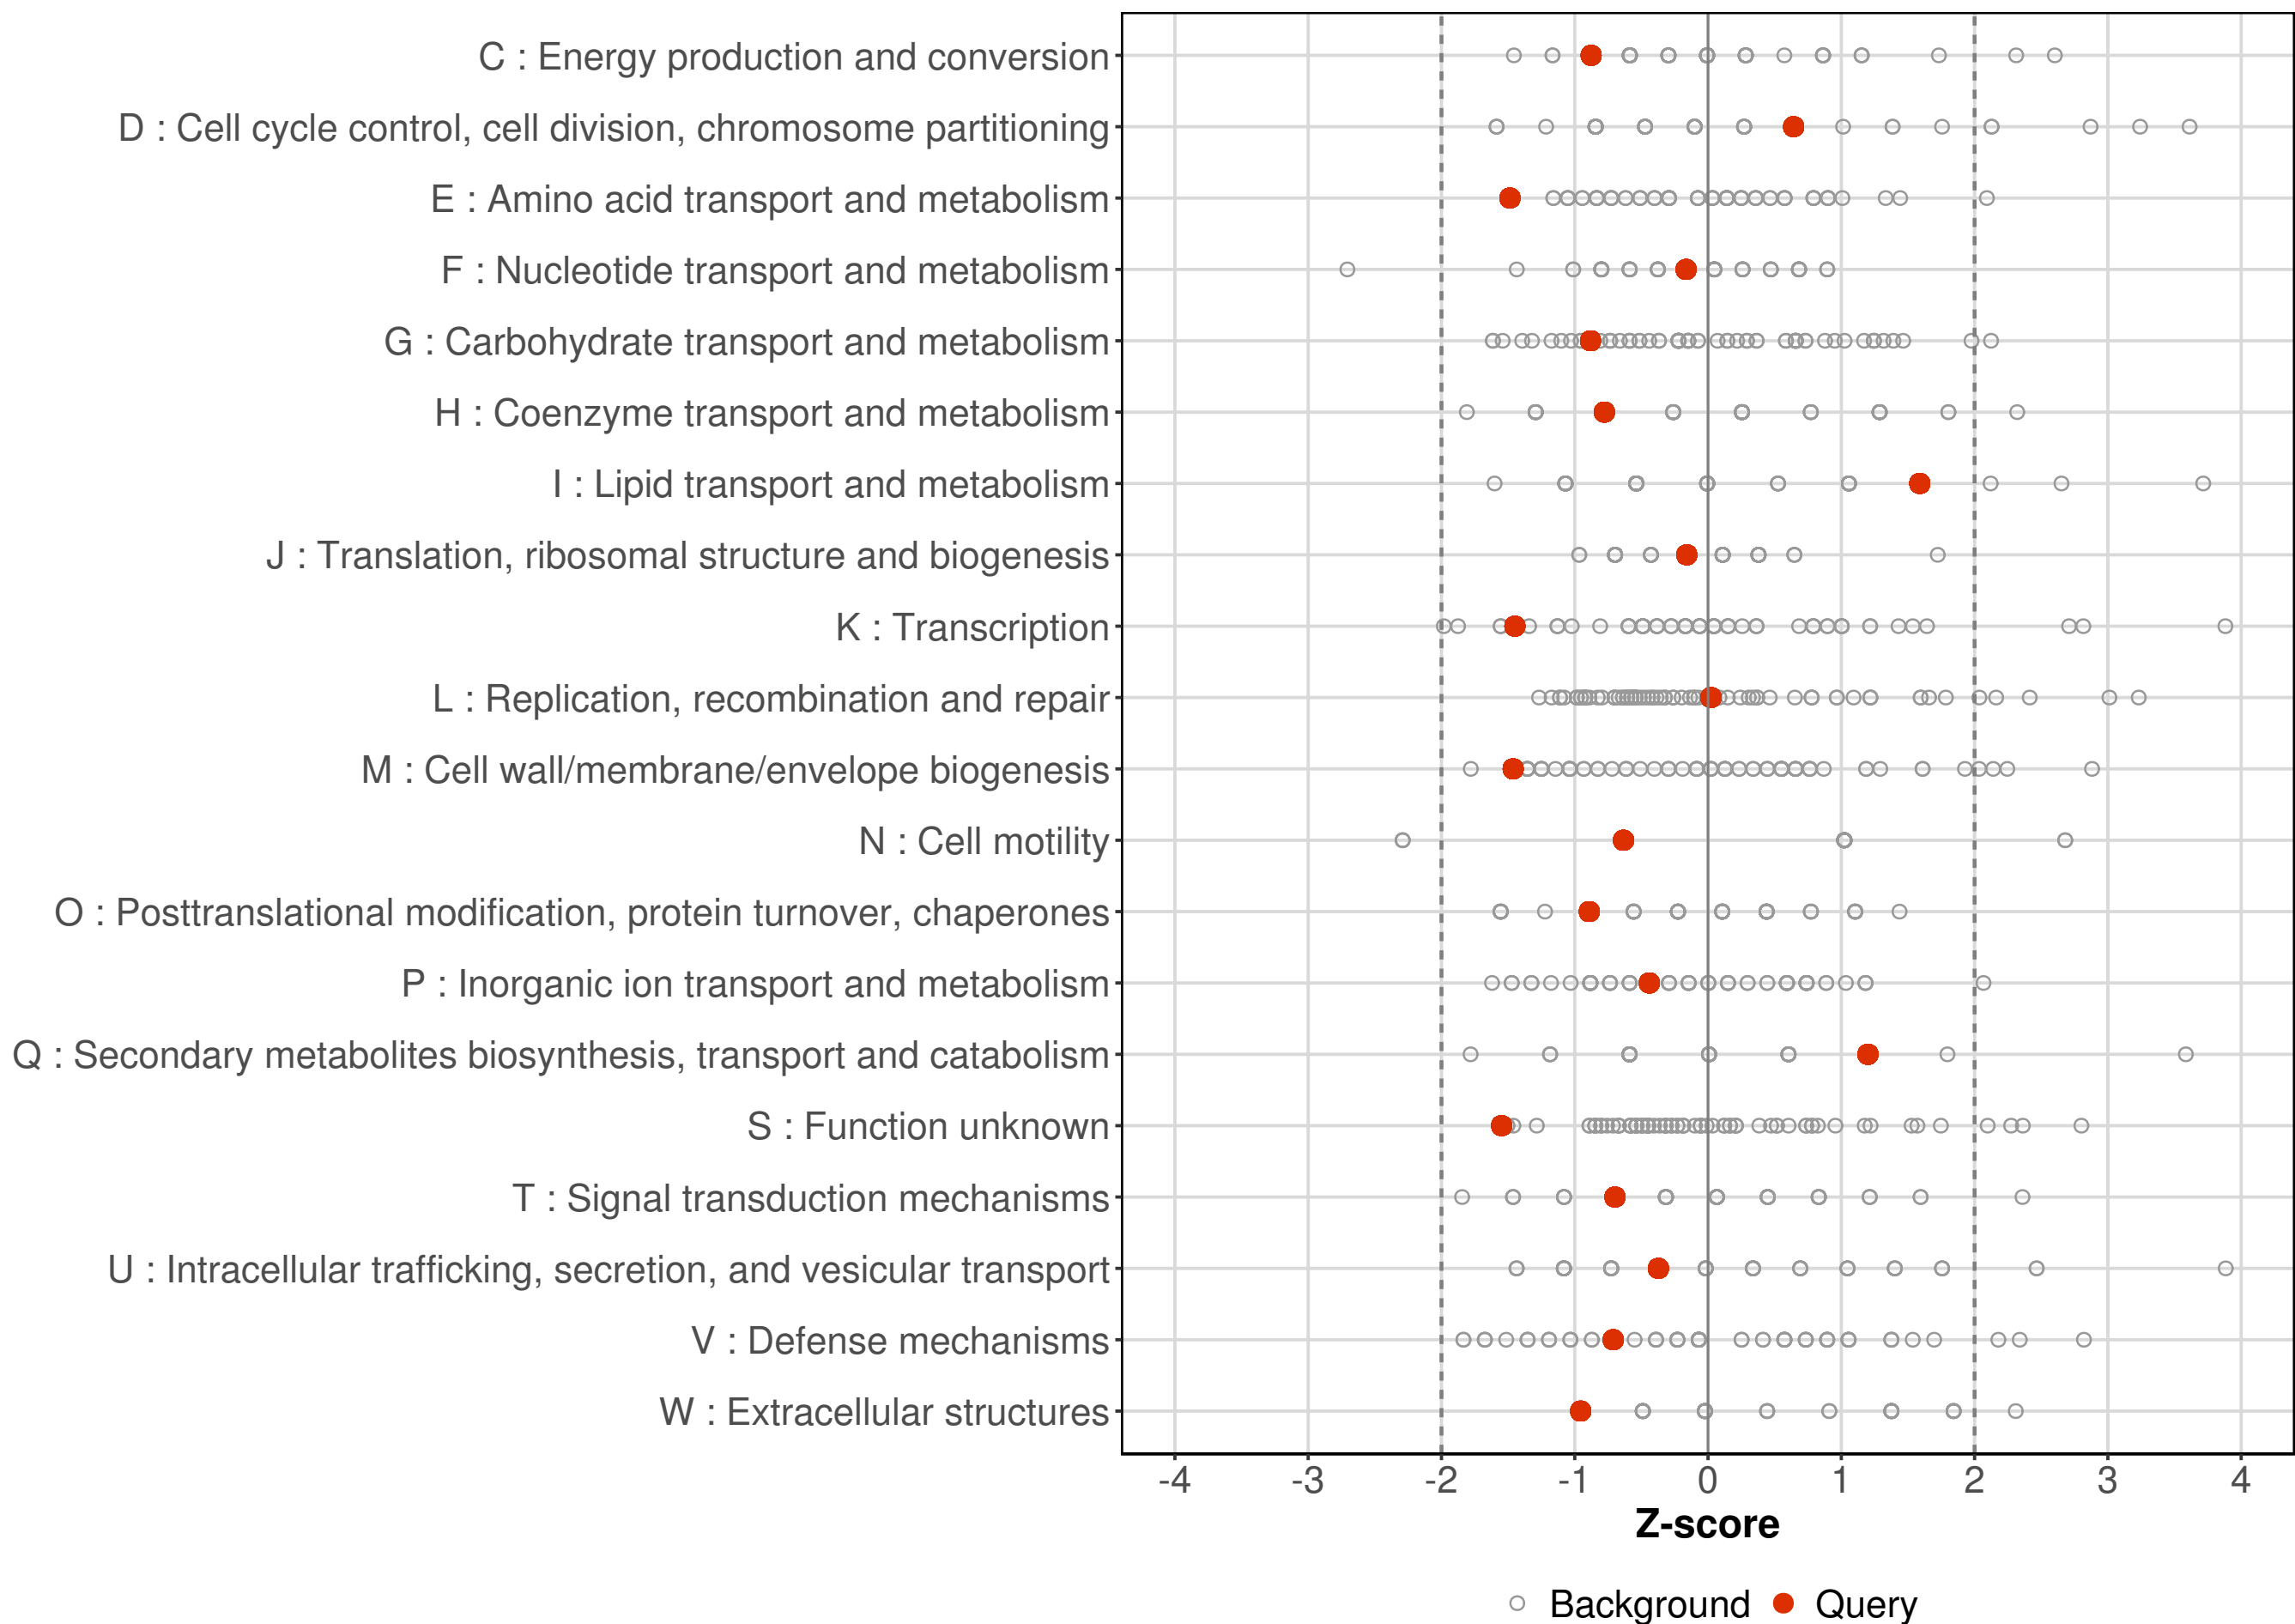 C : Energy production and conversion
D : Cell cycle control, cell division, chromosome partitioning
E : Amino acid transport and metabolism
F : Nucleotide transport and metabolism
G : Carbohydrate transport and metabolism
H : Coenzyme transport and metabolism
I : Lipid transport and metabolism
J : Translation, ribosomal structure and biogenesis
K : Transcription
L : Replication, recombination and repair
M : Cell wall/membrane/envelope biogenesis
N : Cell motility
O : Posttranslational modification, protein turnover, chaperones
P : Inorganic ion transport and metabolism
Q : Secondary metabolites biosynthesis, transport and catabolism
S : Function unknown
T : Signal transduction mechanisms
U : Intracellular trafficking, secretion, and vesicular transport
V : Defense mechanisms
W : Extracellular structures
-4 -3 -2 -1 0 1 2 3 4
Z-score
Background Query